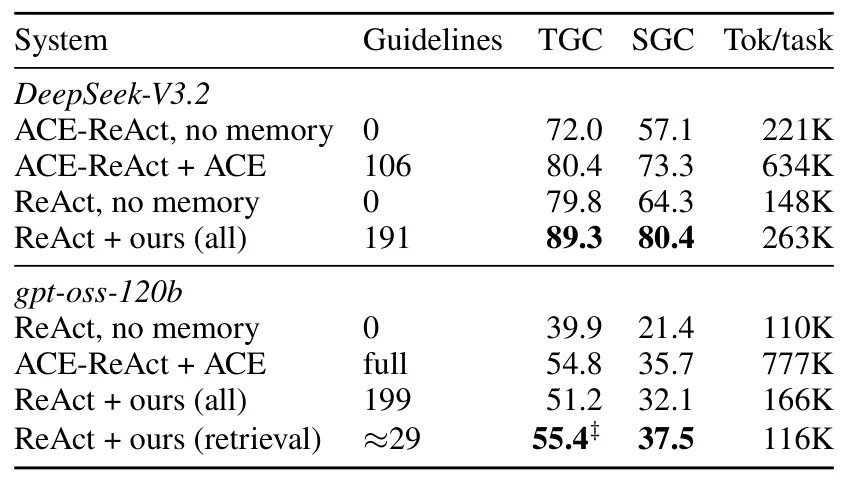 System Guidelines TGC SGC Tok/task
DeepSeek-V3.2
ACE-ReAct, no memory 0 72.0 57.1 221K
ACE-ReAct + ACE 106 80.4 73.3 634K
ReAct, no memory 0 79.8 64.3 148K
ReAct + ours (all) 191 89.3 80.4 263K
gpt-oss-120b
ReAct, no memory 0 39.9 21.4 110K
ACE-ReAct + ACE full 54.8 35.7 777K
ReAct + ours (all) 199 51.2 32.1 166K
ReAct + ours (retrieval) ≈29 55.4‡ 37.5 116K